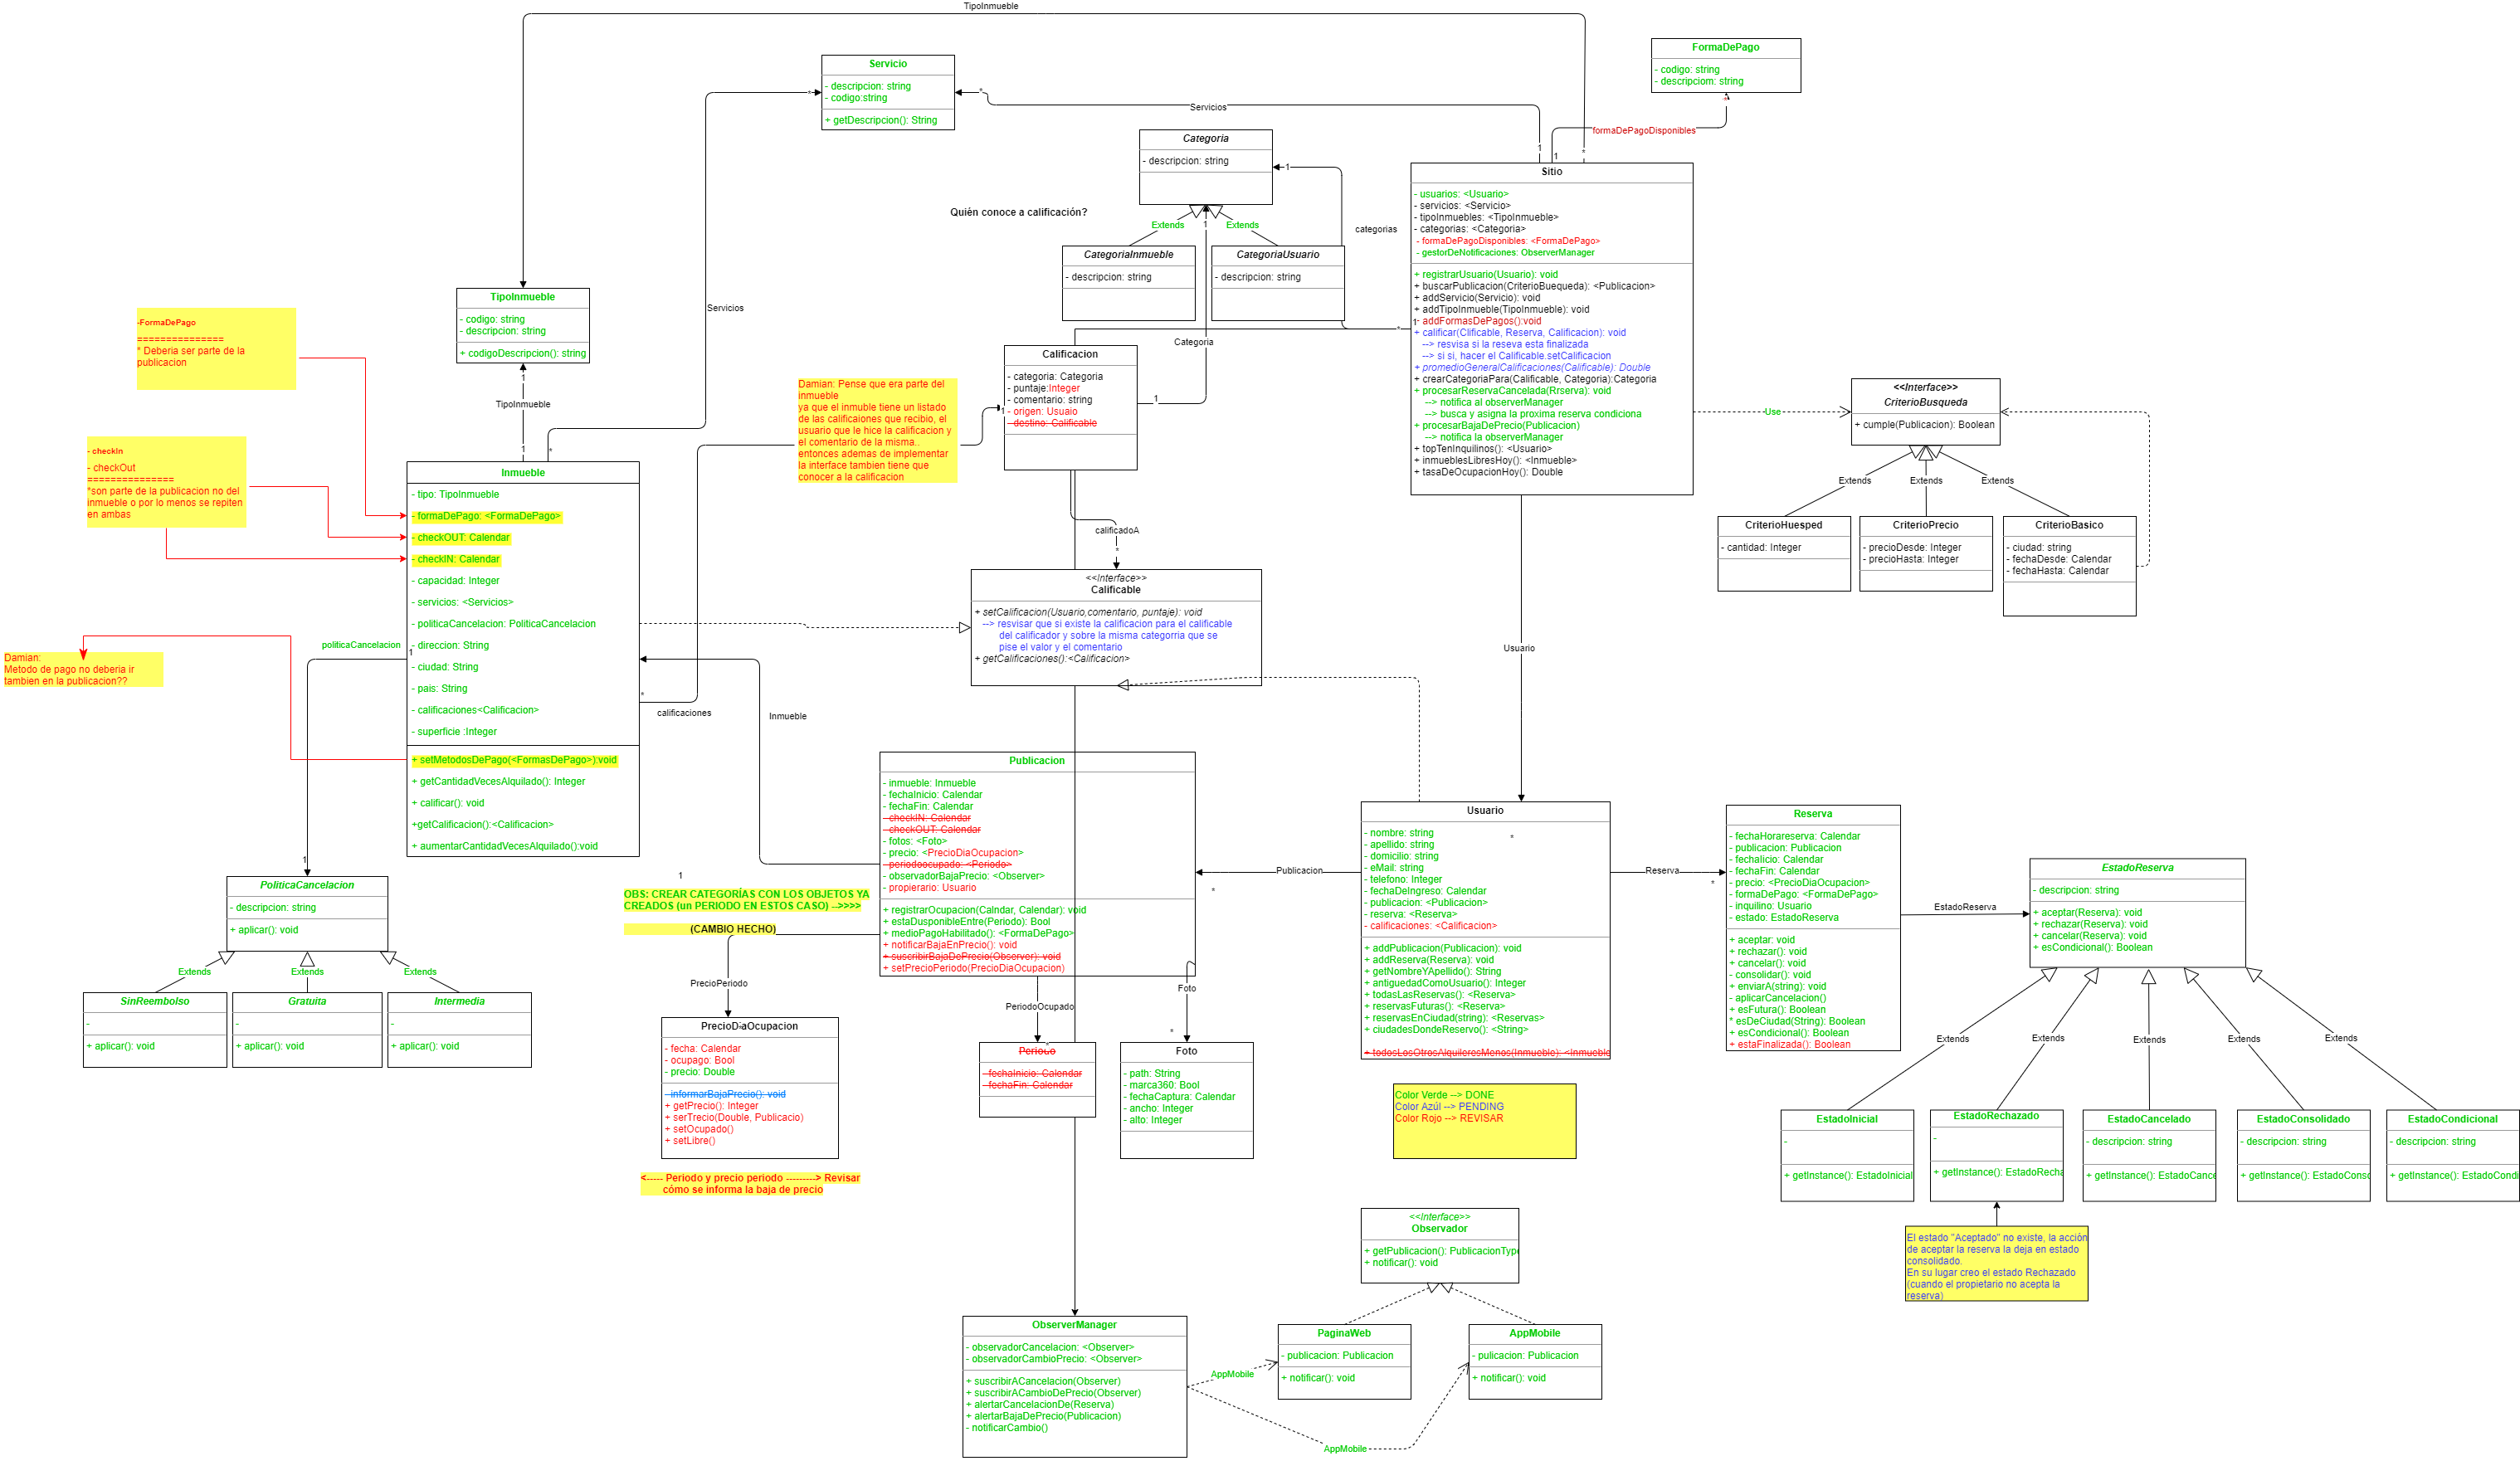 TipoInmueble
FormaDePago
- codigo: string
- descripciom: string
*
Servicio
- descripcion: string
- codigo:string
+ getDescripcion(): String
*
*
Servicios
formaDePagoDisponibles
1
1
*
Categoria
- descripcion: string
1
Quién conoce a calificación?
Extends
Extends
1
categorias
CategoriaInmueble
- descripcion: string
CategoriaUsuario
- descripcion: string
Sitio
- usuarios: <Usuario>
- servicios: <Servicio>
- tipoInmuebles: <TipoInmueble>
- categorias: <Categoria>
- formaDePagoDisponibles: <FormaDePago>
- gestorDeNotificaciones: ObserverManager
+ registrarUsuario(Usuario): void
+ buscarPublicacion(CriterioBuequeda): <Publicacion>
+ addServicio(Servicio): void
+ addTipoInmueble(TipoInmueble): void
- addFormasDePagos():void
+ calificar(Clificable, Reserva, Calificacion): void
--> resvisa si la reseva esta finalizada
--> si si, hacer el Calificable.setCalificacion
+ promedioGeneralCalificaciones(Calificable): Double
+ crearCategoriaPara(Calificable, Categoria):Categoria
+ procesarReservaCancelada(Rrserva): void
--> notifica al observerManager
--> busca y asigna la proxima reserva condiciona
+ procesarBajaDePrecio(Publicacion)
--> notifica la observerManager
+ topTenInquilinos(): <Usuario>
+ inmueblesLibresHoy(): <Inmueble>
+ tasaDeOcupacionHoy(): Double
*
1
TipoInmueble
- codigo: string
- descripcion: string
+ codigoDescripcion(): string
Servicios
1
TipoInmueble
1
*
-FormaDePago
===============
* Deberia ser parte de la
publicacion
- checkIn
- checkOut
===============
*son parte de la publicacion no del
inmueble o por lo menos se repiten
en ambas
Damian:
Metodo de pago no deberia ir
tambien en la publicacion??
Calificacion
- categoria: Categoria
- puntaje:Integer
- comentario: string
- origen: Usuaio
- destino: Calificable
Categoria
1
1
Damian: Pense que era parte del
inmueble
ya que el inmuble tiene un listado
de las calificaiones que recibio, el
usuario que le hice la calificacion y
el comentario de la misma..
entonces ademas de implementar
la interface tambien tiene que
conocer a la calificacion
Use
<<Interface>>
CriterioBusqueda
+ cumple(Publicacion): Boolean
Extends
Extends
Extends
CriterioHuesped
- cantidad: Integer
CriterioPrecio
- precioDesde: Integer
- precioHasta: Integer
CriterioBasico
- ciudad: string
- fechaDesde: Calendar
- fechaHasta: Calendar
Inmueble
- tipo: TipoInmueble
- formaDePago: <FormaDePago>
- checkOUT: Calendar
- checkIN: Calendar
- capacidad: Integer
- servicios: <Servicios>
- politicaCancelacion: PoliticaCancelacion
- direccion: String
- ciudad: String
- pais: String
- calificaciones<Calificacion>
- superficie :Integer
+ setMetodosDePago(<FormasDePago>):void
+ getCantidadVecesAlquilado(): Integer
+ calificar(): void
+getCalificacion():<Calificacion>
+ aumentarCantidadVecesAlquilado():void
politicaCancelacion
1
1
*
calificaciones
calificadoA
*
<<Interface>>
Calificable
+ setCalificacion(Usuario,comentario, puntaje): void
--> resvisar que si existe la calificacion para el calificable
del calificador y sobre la misma categorria que se
pise el valor y el comentario
+ getCalificaciones():<Calificacion>
Usuario
Inmueble
1
Publicacion
- inmueble: Inmueble
- fechaInicio: Calendar
- fechaFin: Calendar
- checkIN: Calendar
- checkOUT: Calendar
- fotos: <Foto>
- precio: <PrecioDiaOcupacion>
- periodoocupado: <Periodo>
- observadorBajaPrecio: <Observer>
- propierario: Usuario
+ registrarOcupacion(Calndar, Calendar): void
+ estaDusponibleEntre(Periodo): Bool
+ medioPagoHabilitado(): <FormaDePago>
+ notificarBajaEnPrecio(): void
+ suscribirBajaDePrecio(Observer): void
+ setPrecioPeriodo(PrecioDiaOcupacion)
OBS: CREAR CATEGORÍAS CON LOS OBJETOS YA
CREADOS (un PERIODO EN ESTOS CASO) -->>>>
(CAMBIO HECHO)
Publicacion
*
Usuario
- nombre: string
- apellido: string
- domicilio: string
- eMail: string
- telefono: Integer
- fechaDeIngreso: Calendar
- publicacion: <Publicacion>
- reserva: <Reserva>
- calificaciones: <Calificacion>
+ addPublicacion(Publicacion): void
+ addReserva(Reserva): void
+ getNombreYApellido(): String
+ antiguedadComoUsuario(): Integer
+ todasLasReservas(): <Reserva>
+ reservasFuturas(): <Reserva>
+ reservasEnCiudad(string): <Reservas>
+ ciudadesDondeReservo(): <String>
+ todosLosOtrosAlquileresMenos(Inmueble): <Inmueble
*
Reserva
*
Reserva
- fechaHorareserva: Calendar
- publicacion: Publicacion
- fechaIicio; Calendar
- fechaFin; Calendar
- precio: <PrecioDiaOcupacion>
- formaDePago: <FormaDePago>
- inquilino: Usuario
- estado: EstadoReserva
+ aceptar: void
+ rechazar(): void
+ cancelar(): void
- consolidar(): void
+ enviarA(string): void
- aplicarCancelacion()
+ esFutura(): Boolean
* esDeCiudad(String); Boolean
+ esCondicional(): Boolean
+ estaFinalizada(): Boolean
EstadoReserva
EstadoReserva
- descripcion: string
+ aceptar(Reserva): void
+ rechazar(Reserva): void
+ cancelar(Reserva): void
+ esCondicional(): Boolean
PoliticaCancelacion
- descripcion: string
+ aplicar(): void
Extends
Extends
Extends
SinReembolso
-
+ aplicar(): void
Gratuita
-
+ aplicar(): void
Intermedia
-
+ aplicar(): void
PrecioPeriodo
PeriodoOcupado
Foto
*
*
PrecioDiaOcupacion
- fecha: Calendar
- ocupago: Bool
- precio: Double
- informarBajaPrecio(): void
+ getPrecio(): Integer
+ serTrecio(Double, Publicacio)
+ setOcupado()
+ setLibre()
Periodo
- fechaInicio: Calendar
- fechaFin: Calendar
Foto
- path: String
- marca360: Bool
- fechaCaptura: Calendar
- ancho: Integer
- alto: Integer
<----- Periodo y precio periodo ---------> Revisar
cómo se informa la baja de precio
Color Verde --> DONE
Color Azúl --> PENDING
Color Rojo --> REVISAR
Extends
Extends
Extends
Extends
Extends
EstadoInicial
-
+ getInstance(): EstadoInicial
EstadoRechazado
-
+ getInstance(): EstadoRecha
EstadoCancelado
- descripcion: string
+ getInstance(): EstadoCance
EstadoConsolidado
- descripcion: string
+ getInstance(): EstadoConso
EstadoCondicional
- descripcion: string
+ getInstance(): EstadoCondi
El estado "Aceptado" no existe, la acción
de aceptar la reserva la deja en estado
consolidado.
En su lugar creo el estado Rechazado
(cuando el propietario no acepta la
reserva)
<<Interface>>
Observador
+ getPublicacion(): PublicacionType
+ notificar(): void
ObserverManager
- observadorCancelacion: <Observer>
- observadorCambioPrecio: <Observer>
+ suscribirACancelacion(Observer)
+ suscribirACambioDePrecio(Observer)
+ alertarCancelacionDe(Reserva)
+ alertarBajaDePrecio(Publicacion)
- notificarCambio()
AppMobile
AppMobile
PaginaWeb
- publicacion: Publicacion
+ notificar(): void
AppMobile
- pulicacion: Publicacion
+ notificar(): void